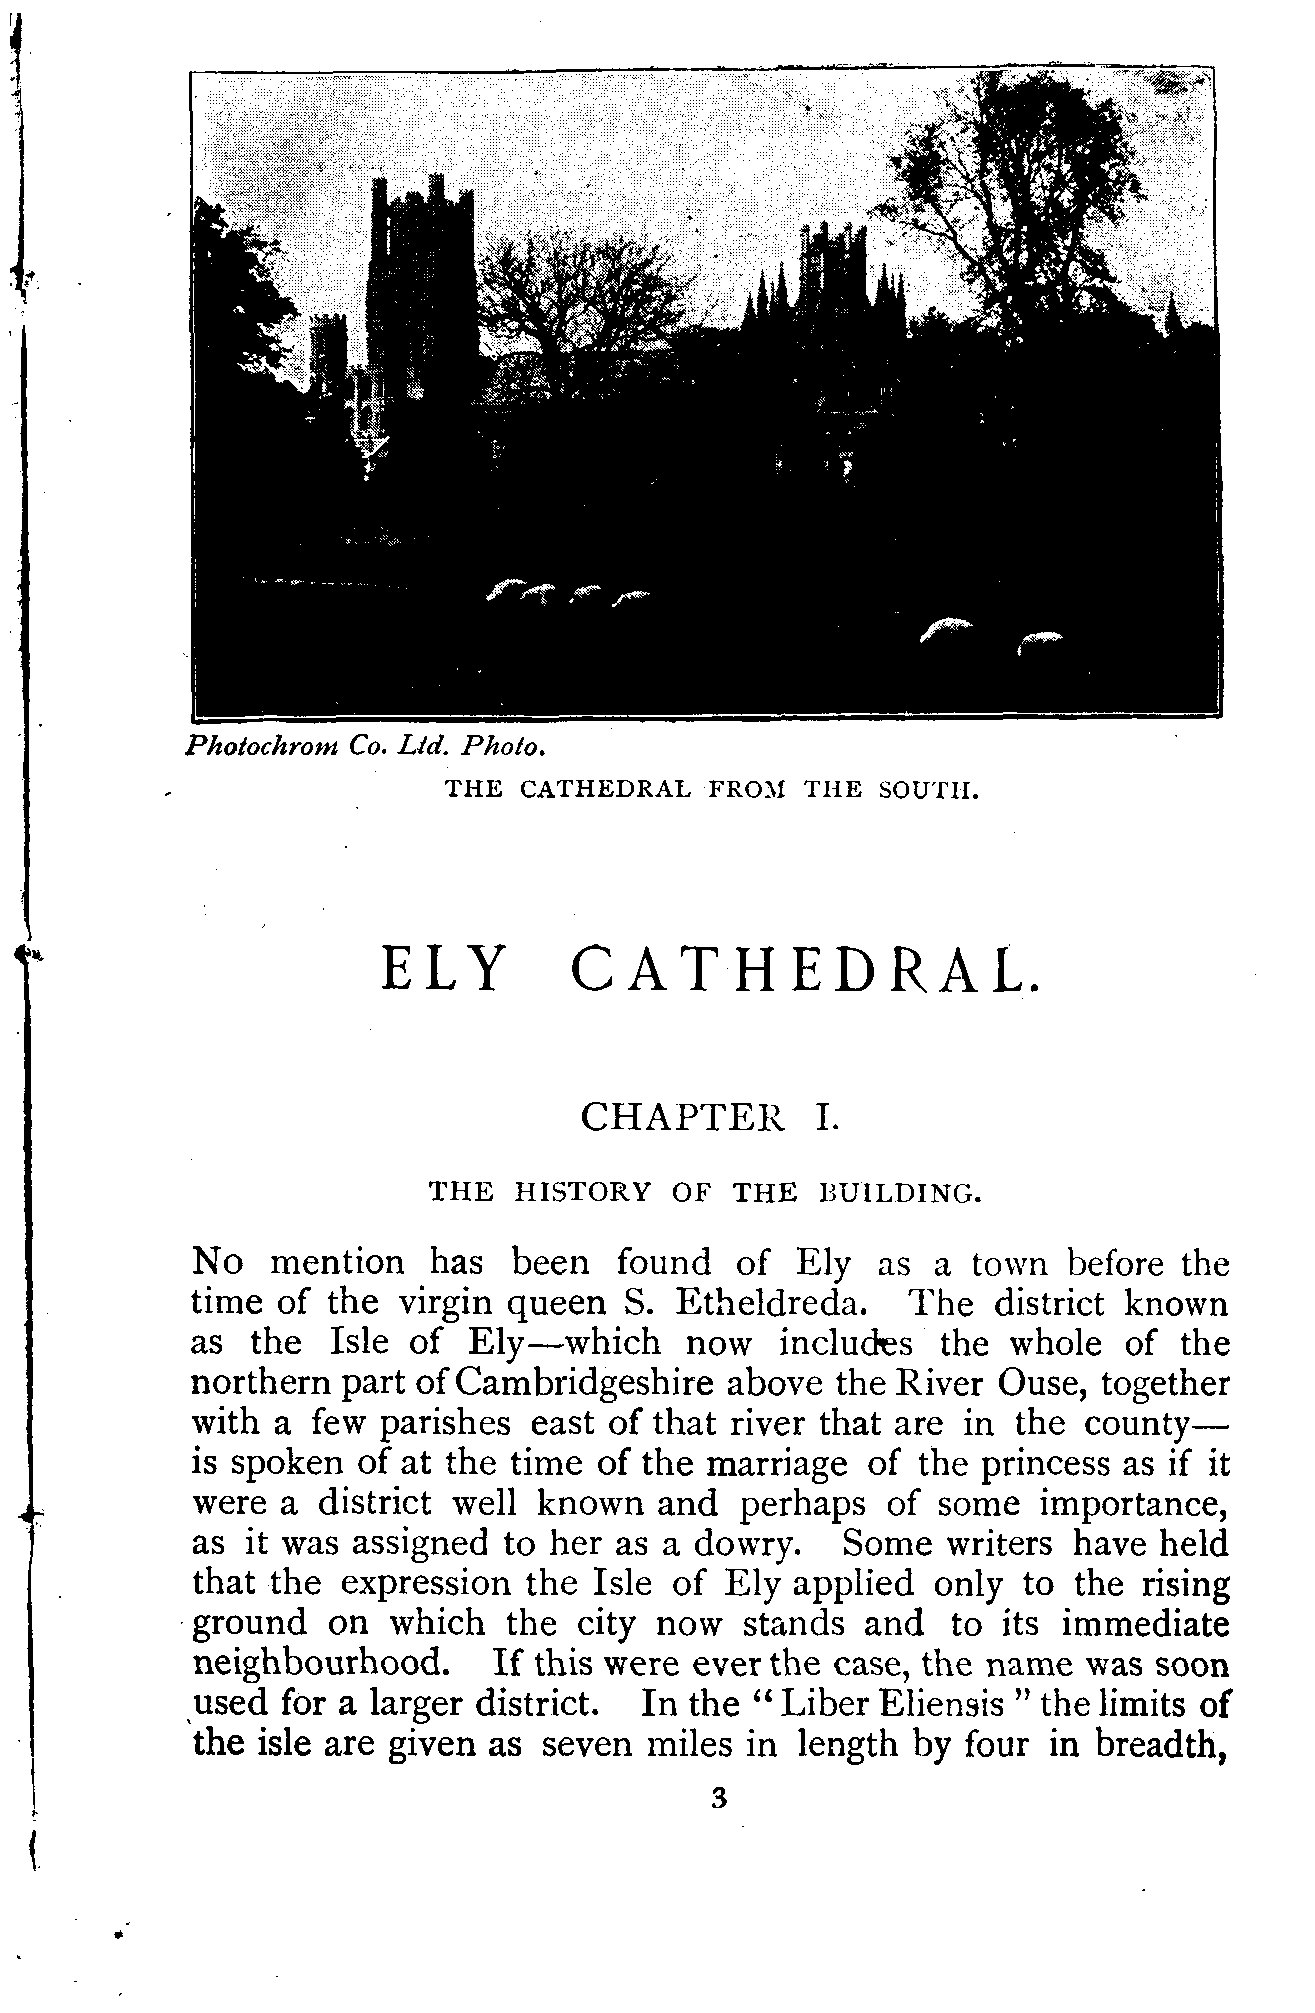 Photochrom Co. Ltd. Photo.
THE CATHEDRAL FROM THE SOUTH.
ELY CATHEDRAL.
CHAPTER I.
THE HISTORY OF THE BUILDING.
No mention has been found of Ely as a town before the
time of the virgin queen S. Etheldreda. The district known
as the Isle of Ely—which now includes the whole of the
northern part of Cambridgeshire above the River Ouse, together
with a few parishes east of that river that are in the county—
is spoken of at the time of the marriage of the princess as if it
were a district well known and perhaps of some importance,
as it was assigned to her as a dowry. Some writers have held
that the expression the Isle of Ely applied only to the rising
ground on which the city now stands and to its immediate
neighbourhood. If this were ever the case, the name was soon
used for a larger district. In the “ Liber Eliensis ” the limits of
the isle are given as seven miles in length by four in breadth,
3